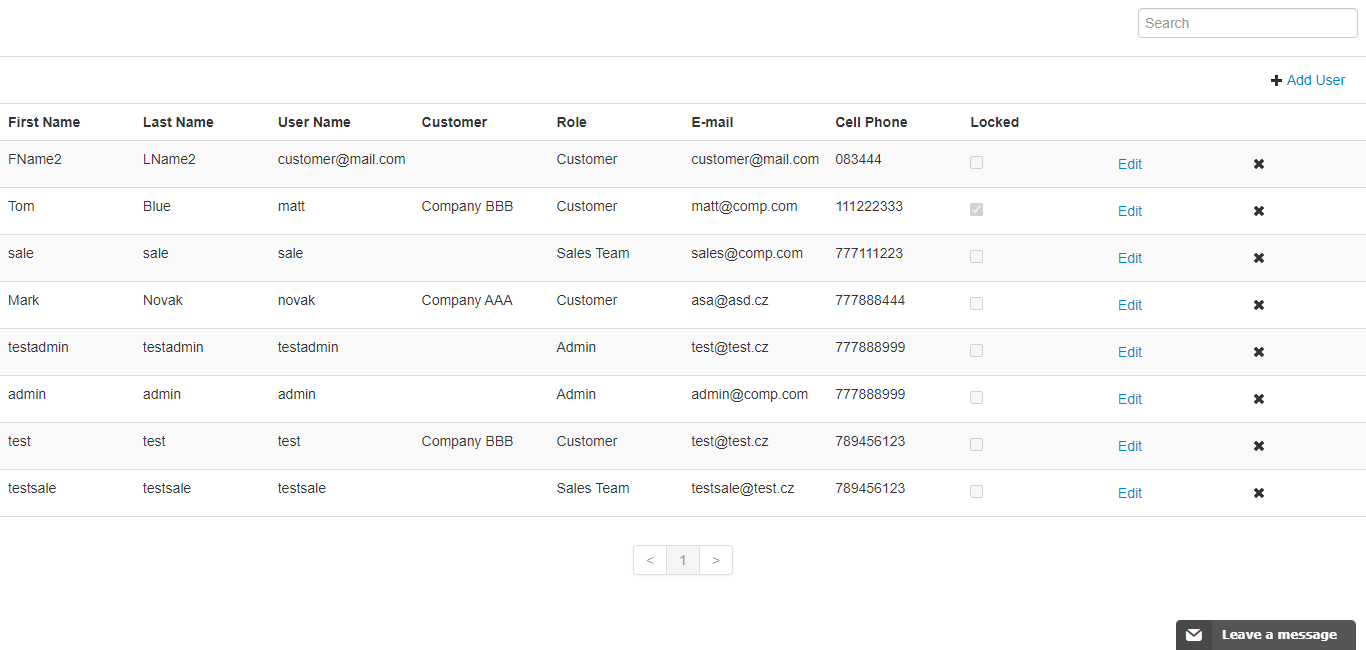 Search
Add User
First Name Last Name User Name Customer Role E-mail Cell Phone Locked
FName2 LName2 customer@mail.com Customer customer@mail.com 083444 Edit
Tom Blue matt Company BBB Customer matt@comp.com 111222333 Edit
sale sale sale Sales Team sales@comp.com 777111223 Edit
Mark Novak novak Company AAA Customer asa@asd.cz 777888444 Edit
testadmin testadmin testadmin Admin test@test.cz 777888999 Edit
admin admin admin Admin admin@comp.com 777888999 Edit
test test test Company BBB Customer test@test.cz 789456123 Edit
testsale testsale testsale Sales Team testsale@test.cz 789456123 Edit
< 1 >
Leave a message